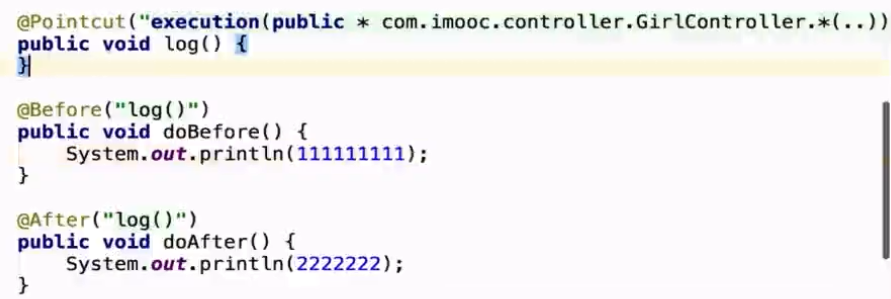 @Pointcut("execution(public * com.imooc.controller.GirlController.*(..))
public void log() {
}
@Before("log()")
public void doBefore() {
System.out.println(111111111);
}
@After("log()")
public void doAfter() {
System.out.println(2222222);
}